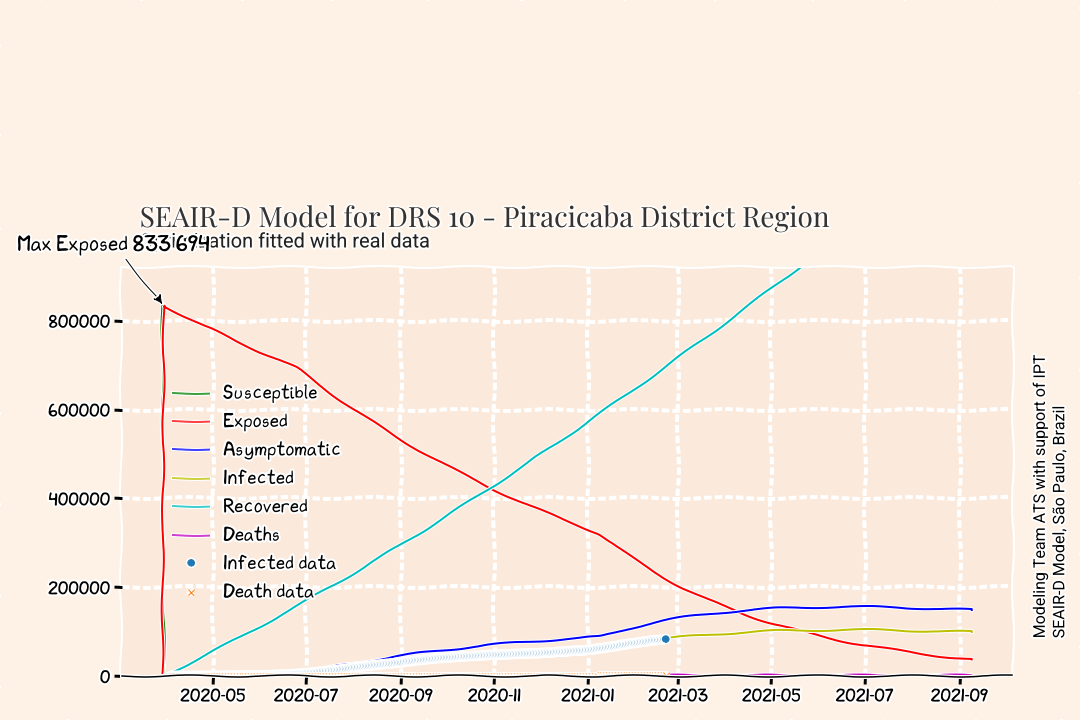 SEAIR-D Model for DRS 10 - Piracicaba District Region
fitted with real data
Max Exposed 833694
800000
600000
400000
200000
0
Susceptible
Exposed
Asymptomatic
Infected
Recovered
Deaths
Infected data
Death data
2020-05 2020-07 2020-09 2020-11 2021-01 2021-03 2021-05 2021-07 2021-09
Modeling Team ATS with support of IPT
SEAIR-D Model, São Paulo, Brazil